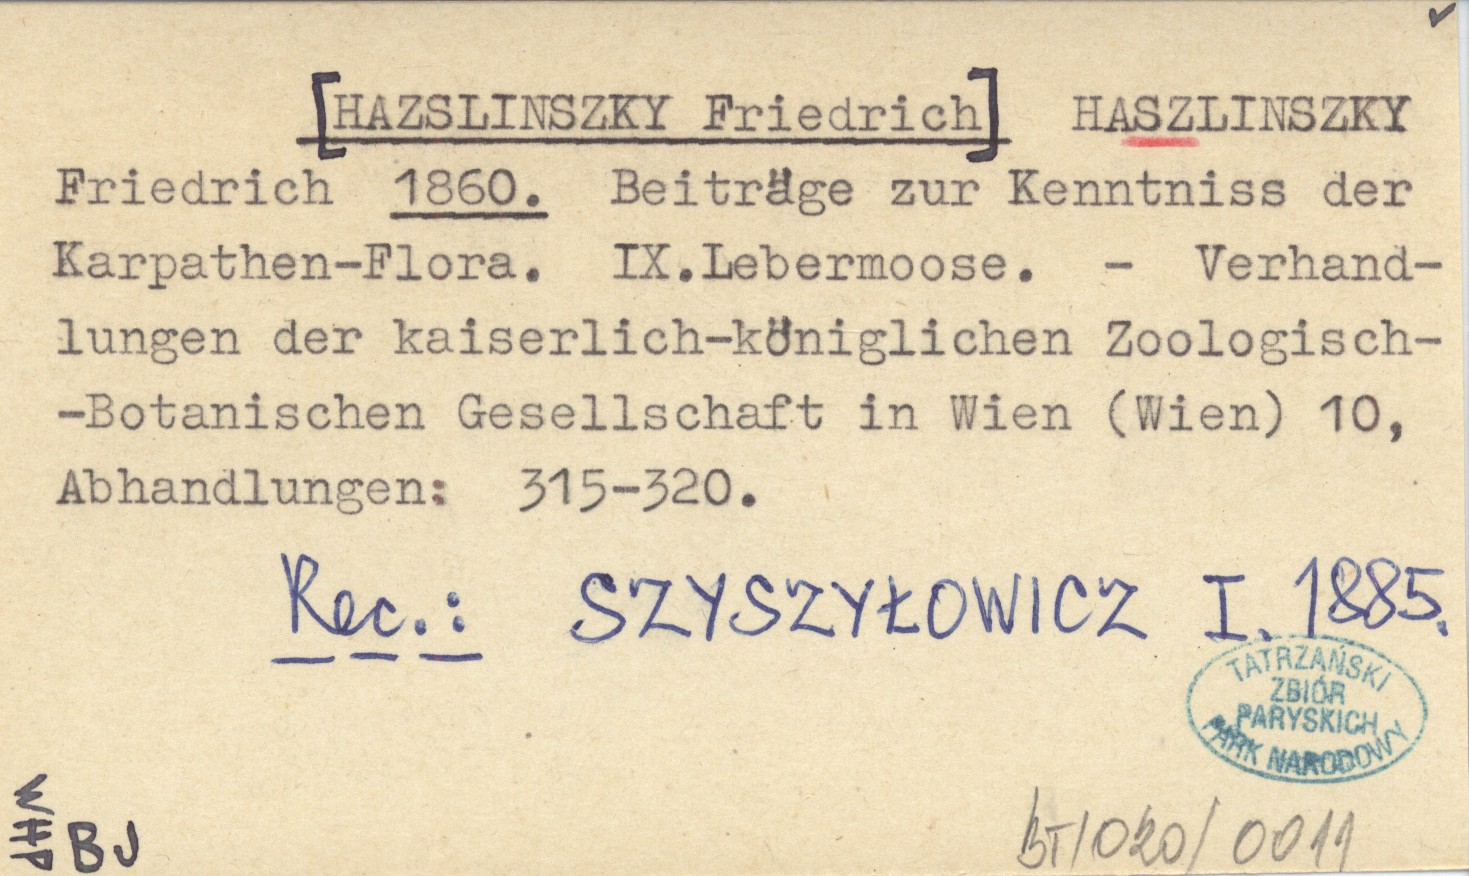 [HAZSLINSZKY Friedrich] HASZLINSZKY
Friedrich 1860. Beiträge zur Kenntniss der
Karpathen-Flora. IX.Lebermoose. - Verhand-
lungen der kaiserlich-königlichen Zoologisch-
-Botanischen Gesellschaft in Wien (Wien) 10,
Abhandlungen: 315-320.
Rec.: SZYSZYŁOWICZ I. 1885.
TATRZAŃSKI
ZBIÓR
PARYSKICH
PARK NARODOWY
BJ
BT/020/0011